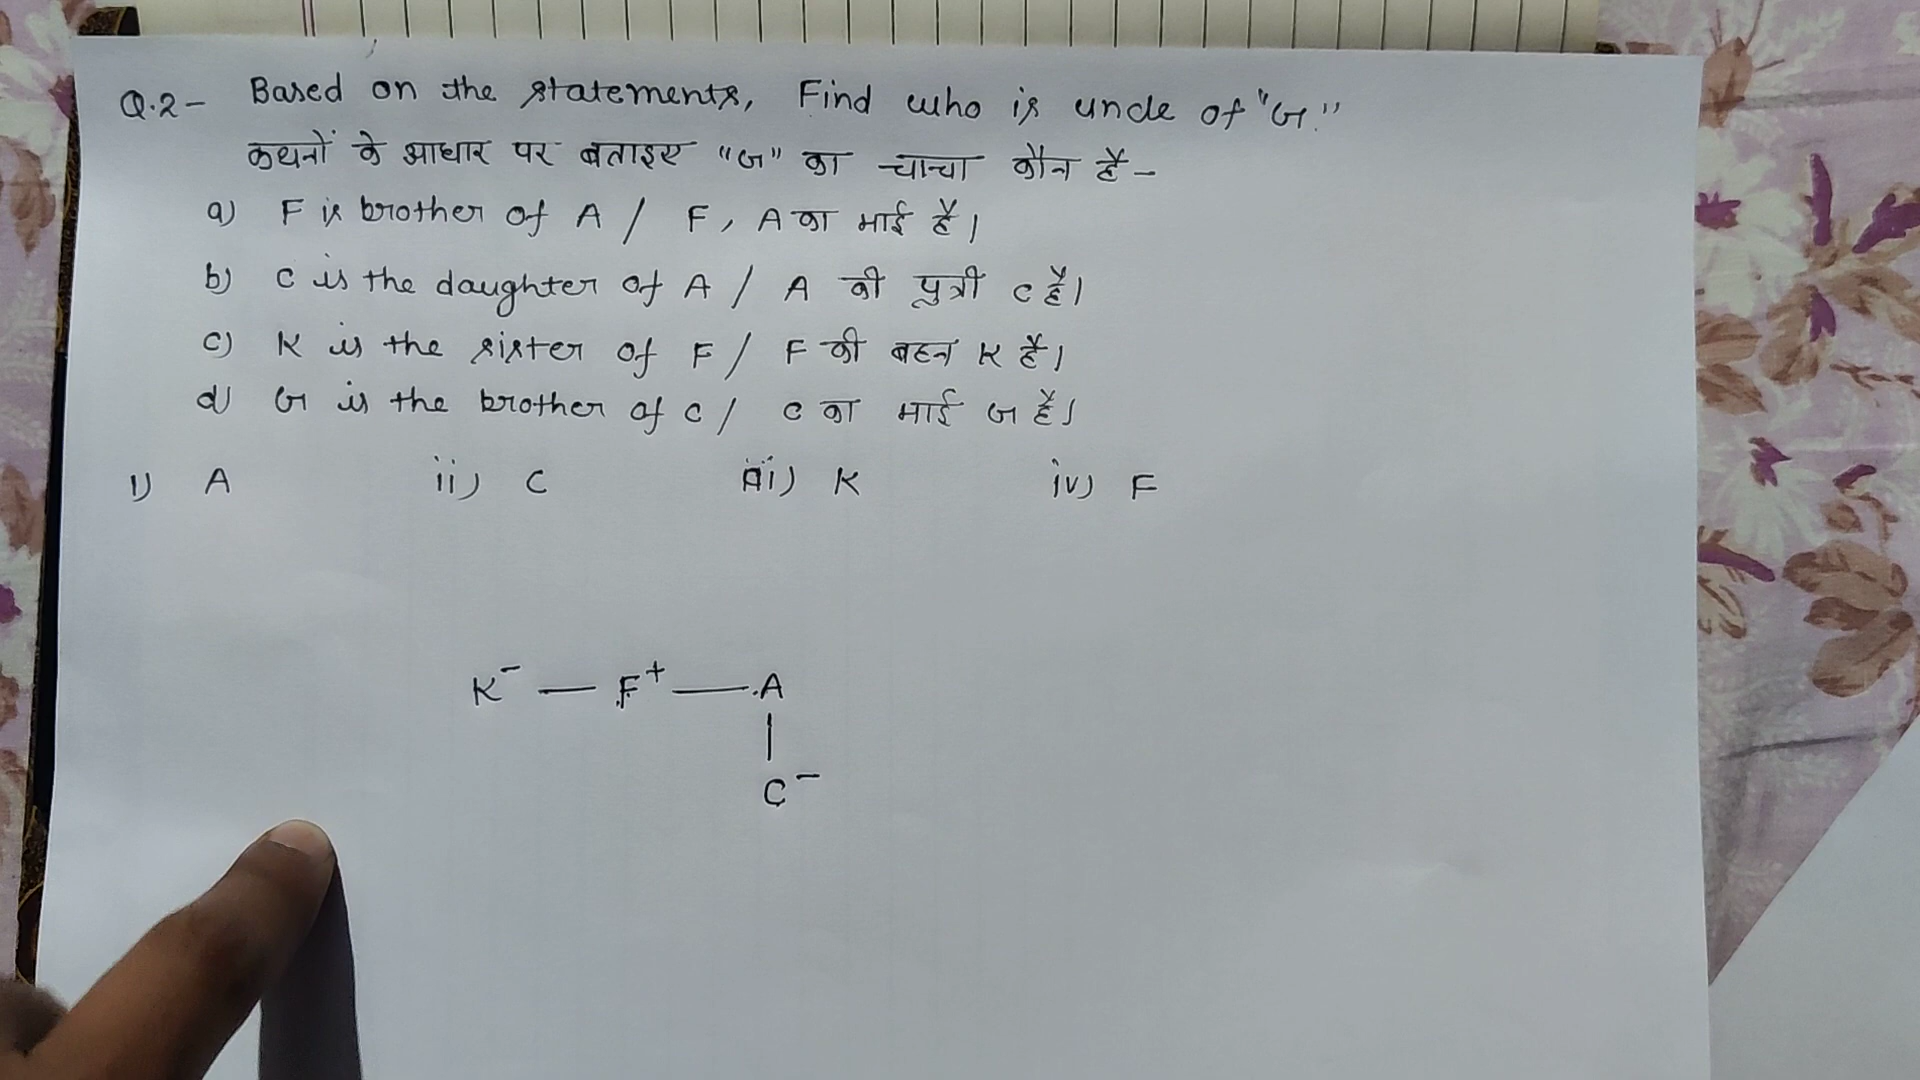 Q.2- Based on the statements, Find who is uncle of "G."
कथनों के आधार पर बताइए "G" का चाचा कौन है -
a) F is brother of A / F, A का भाई है।
b) C is the daughter of A / A की पुत्री C है।
c) K is the sister of F / F की बहन K है।
d) G is the brother of C / C का भाई G है।
i) A ii) C iii) K iv) F
K⁻ — F⁺ — A
|
C⁻